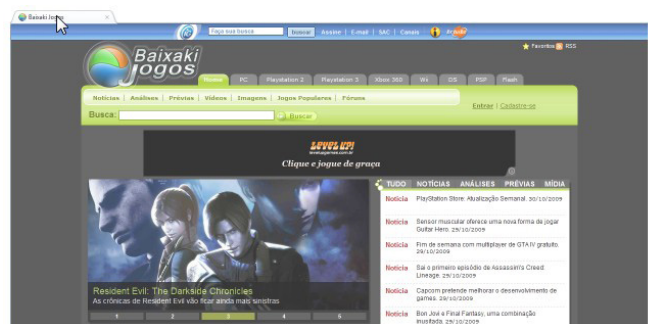 Baixaki Jogos
Faça sua busca buscar Assine | E-mail | SAC | Canais
Favoritos RSS
Baixaki
Jogos
Home PC Playstation 2 Playstation 3 Xbox 360 Wii DS PSP Flash
Notícias | Análises | Prévias | Vídeos | Imagens | Jogos Populares | Fóruns
Entrar | Cadastre-se
Busca: Buscar
LEVEL UP!
levelupgames.com.br
Clique e jogue de graça
TUDO NOTÍCIAS ANÁLISES PRÉVIAS MÍDIA
Notícia PlayStation Store: Atualização Semanal. 30/10/2009
Notícia Sensor muscular oferece uma nova forma de jogar
Guitar Hero. 29/10/2009
Notícia Fim de semana com multiplayer de GTA IV gratuito.
29/10/2009
Notícia Sai o primeiro episódio de Assassin's Creed:
Lineage. 29/10/2009
Notícia Capcom pretende melhorar o desenvolvimento de
games. 29/10/2009
Notícia Bon Jovi e Final Fantasy, uma combinação
inusitada. 29/10/2009
Resident Evil: The Darkside Chronicles
As crônicas de Resident Evil vão ficar ainda mais sinistras
1 2 3 4 5